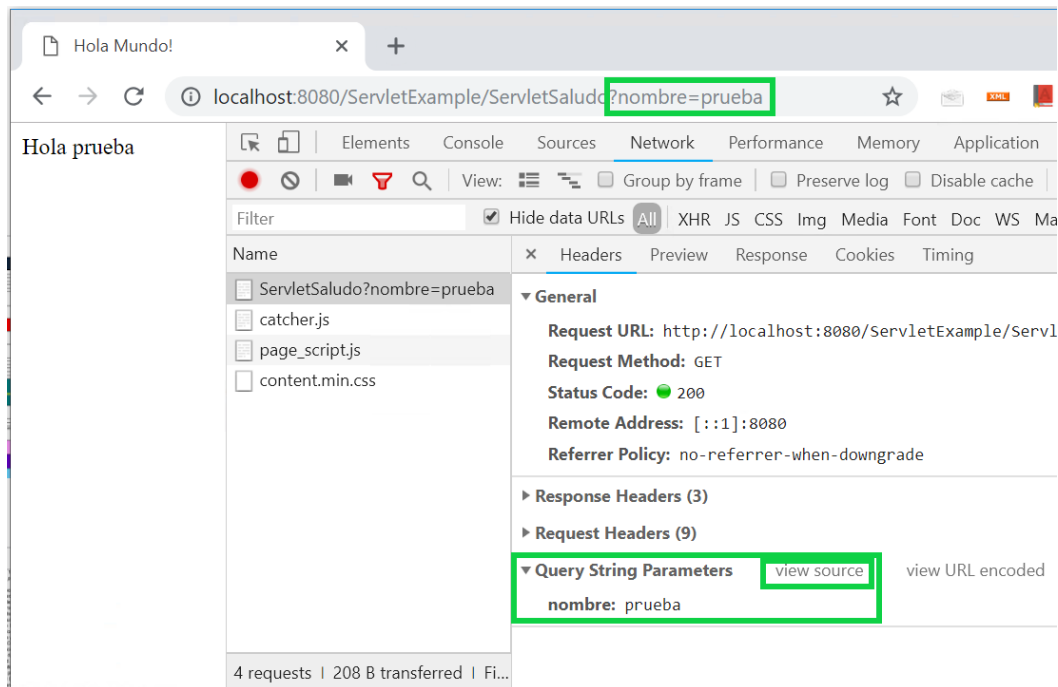 Hola Mundo!
localhost:8080/ServletExample/ServletSaludo?nombre=prueba
XML
Hola prueba
Elements Console Sources Network Performance Memory Application
View: Group by frame Preserve log Disable cache
Filter Hide data URLs All XHR JS CSS Img Media Font Doc WS Ma
Name
Headers Preview Response Cookies Timing
ServletSaludo?nombre=prueba
catcher.js
page_script.js
content.min.css
General
Request URL: http://localhost:8080/ServletExample/Servl
Request Method: GET
Status Code: 200
Remote Address: [::1]:8080
Referrer Policy: no-referrer-when-downgrade
Response Headers (3)
Request Headers (9)
Query String Parameters view source view URL encoded
nombre: prueba
4 requests | 208 B transferred | Fi...